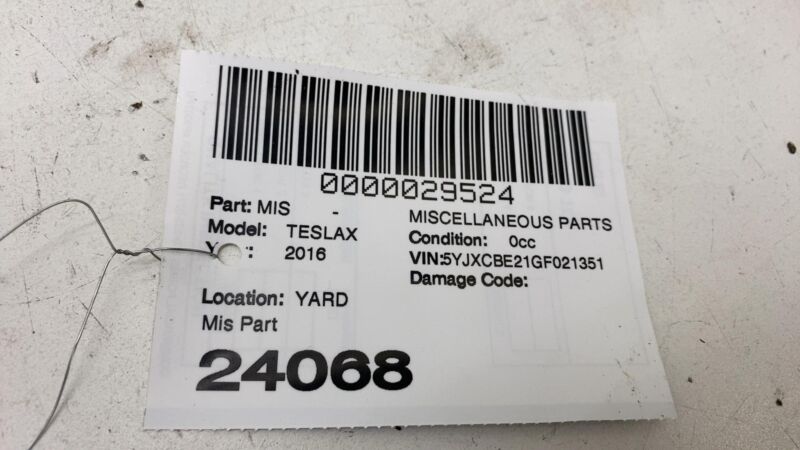 0000029524
Part: MIS -
MISCELLANEOUS PARTS
Model: TESLAX
Condition: 0cc
2016
VIN:5YJXCBE21GF021351
Damage Code:
Location: YARD
Mis Part
24068